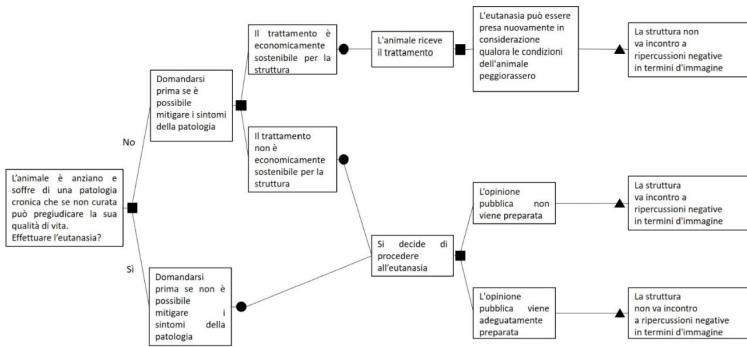 L'animale è anziano e
soffre di una patologia
cronica che se non curata
può pregiudicare la sua
qualità di vita.
Effettuare l'eutanasia?
No
Sì
Domandarsi
prima se è
possibile
mitigare i sintomi
della patologia
Domandarsi
prima se non è
possibile
mitigare i
sintomi della
patologia
Il trattamento è
economicamente
sostenibile per la
struttura
Il trattamento
non è
economicamente
sostenibile per la
struttura
L'animale riceve
il trattamento
Si decide di
procedere
all'eutanasia
L'eutanasia può essere
presa nuovamente in
considerazione
qualora le condizioni
dell'animale
peggiorassero
L'opinione
pubblica non
viene preparata
L'opinione
pubblica viene
adeguatamente
preparata
La struttura non
va incontro a
ripercussioni negative
in termini d'immagine
La struttura
va incontro a
ripercussioni negative
in termini d'immagine
La struttura
non va incontro
a ripercussioni negative
in termini d'immagine